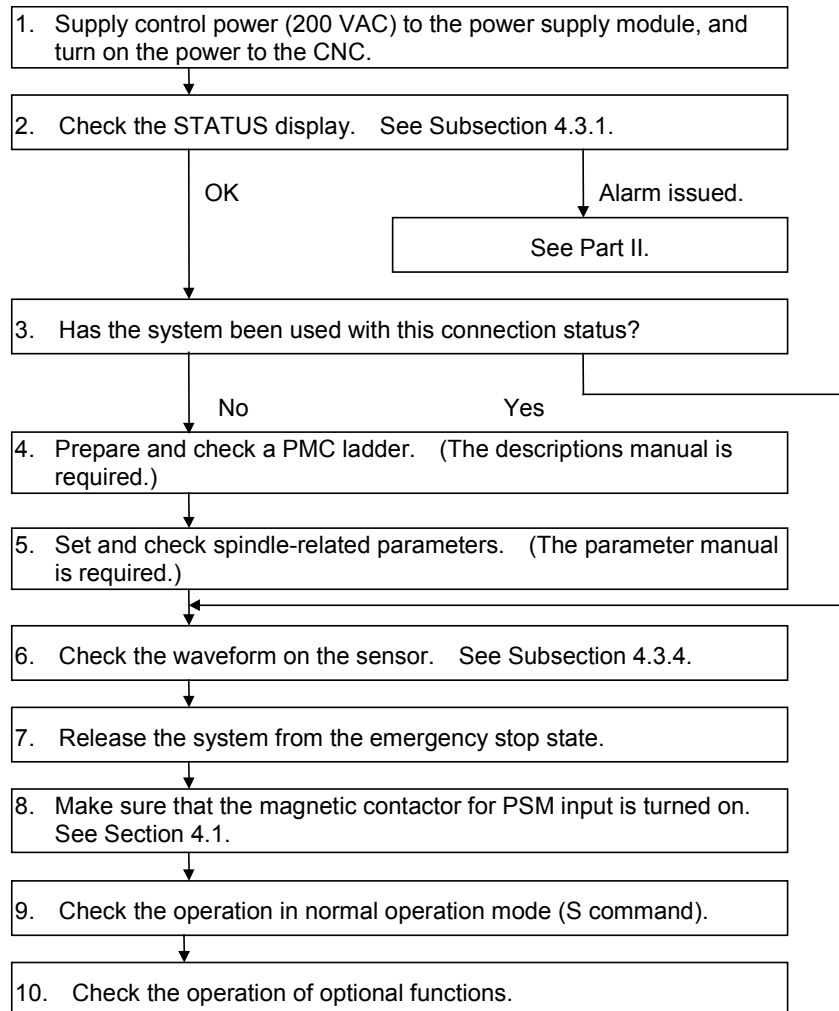 1. Supply control power (200 VAC) to the power supply module, and
turn on the power to the CNC.
2. Check the STATUS display. See Subsection 4.3.1.
OK
Alarm issued.
See Part II.
3. Has the system been used with this connection status?
No
Yes
4. Prepare and check a PMC ladder. (The descriptions manual is
required.)
5. Set and check spindle-related parameters. (The parameter manual
is required.)
6. Check the waveform on the sensor. See Subsection 4.3.4.
7. Release the system from the emergency stop state.
8. Make sure that the magnetic contactor for PSM input is turned on.
See Section 4.1.
9. Check the operation in normal operation mode (S command).
10. Check the operation of optional functions.